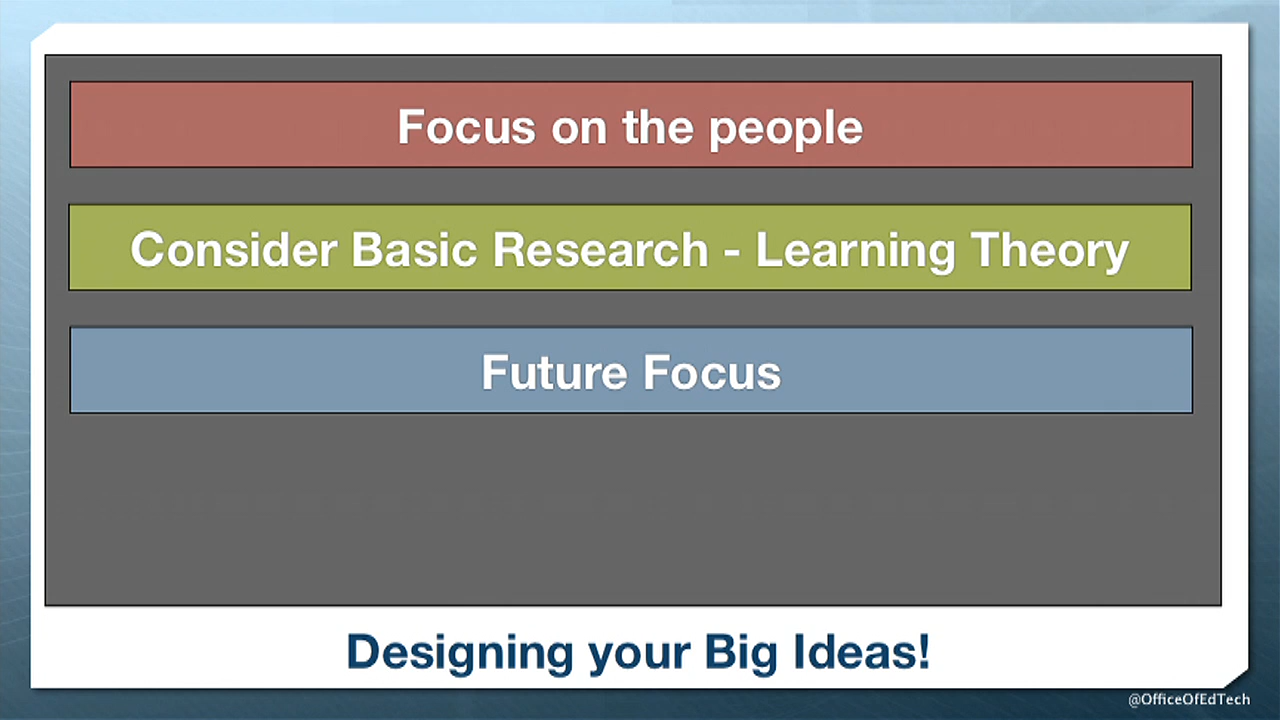 Focus on the people
Consider Basic Research - Learning Theory
Future Focus
Designing your Big Ideas!
@OfficeOfEdTech